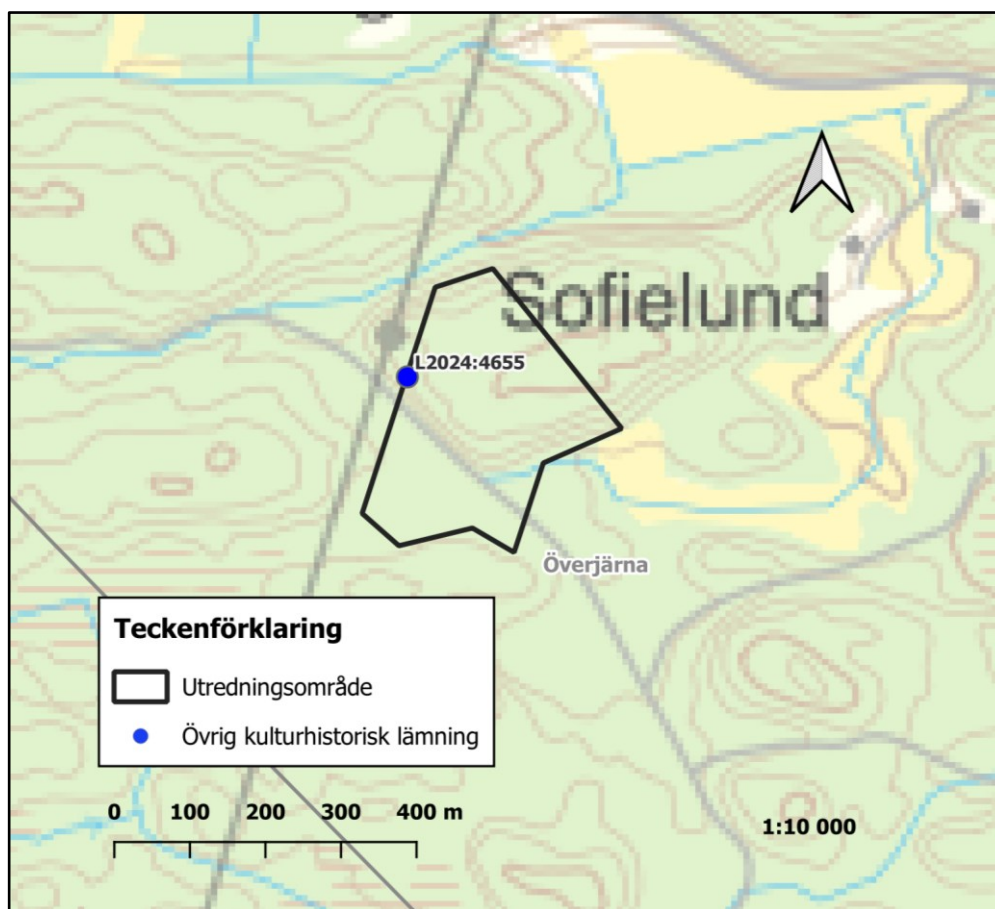 Sofielund
L2024:4655
Överjärna
Teckenförklaring
Utredningsområde
Övrig kulturhistorisk lämning
0 100 200 300 400 m
1:10 000